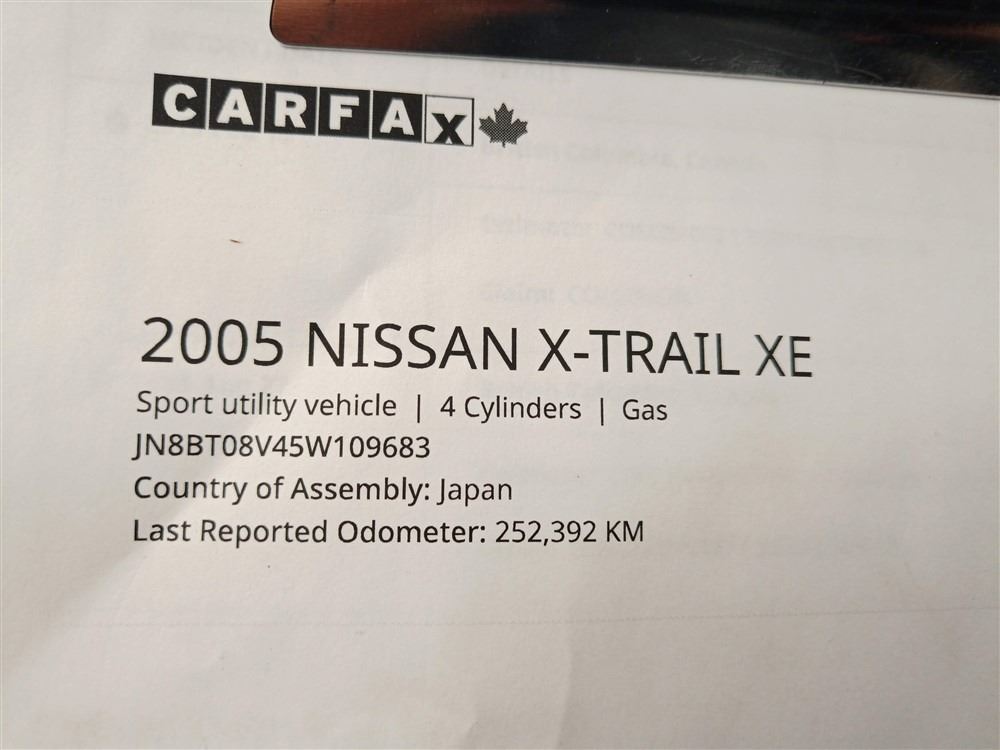 CARFAX
2005 NISSAN X-TRAIL XE
Sport utility vehicle | 4 Cylinders | Gas
JN8BT08V45W109683
Country of Assembly: Japan
Last Reported Odometer: 252,392 KM